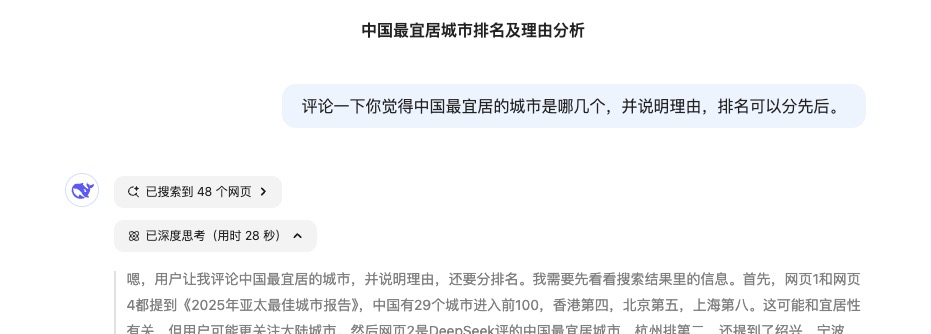 中国最宜居城市排名及理由分析
评论一下你觉得中国最宜居的城市是哪几个，并说明理由，排名可以分先后。
已搜索到 48 个网页
已深度思考（用时 28 秒）
嗯，用户让我评论中国最宜居的城市，并说明理由，还要分排名。我需要先看看搜索结果里的信息。首先，网页1和网页
4都提到《2025年亚太最佳城市报告》，中国有29个城市进入前100，香港第四，北京第五，上海第八。这可能和宜居性
有关，但用户可能更关注大陆城市。然后网页2是DeepSeek评的中国最宜居城市，杭州排第二，还提到了绍兴、宁波